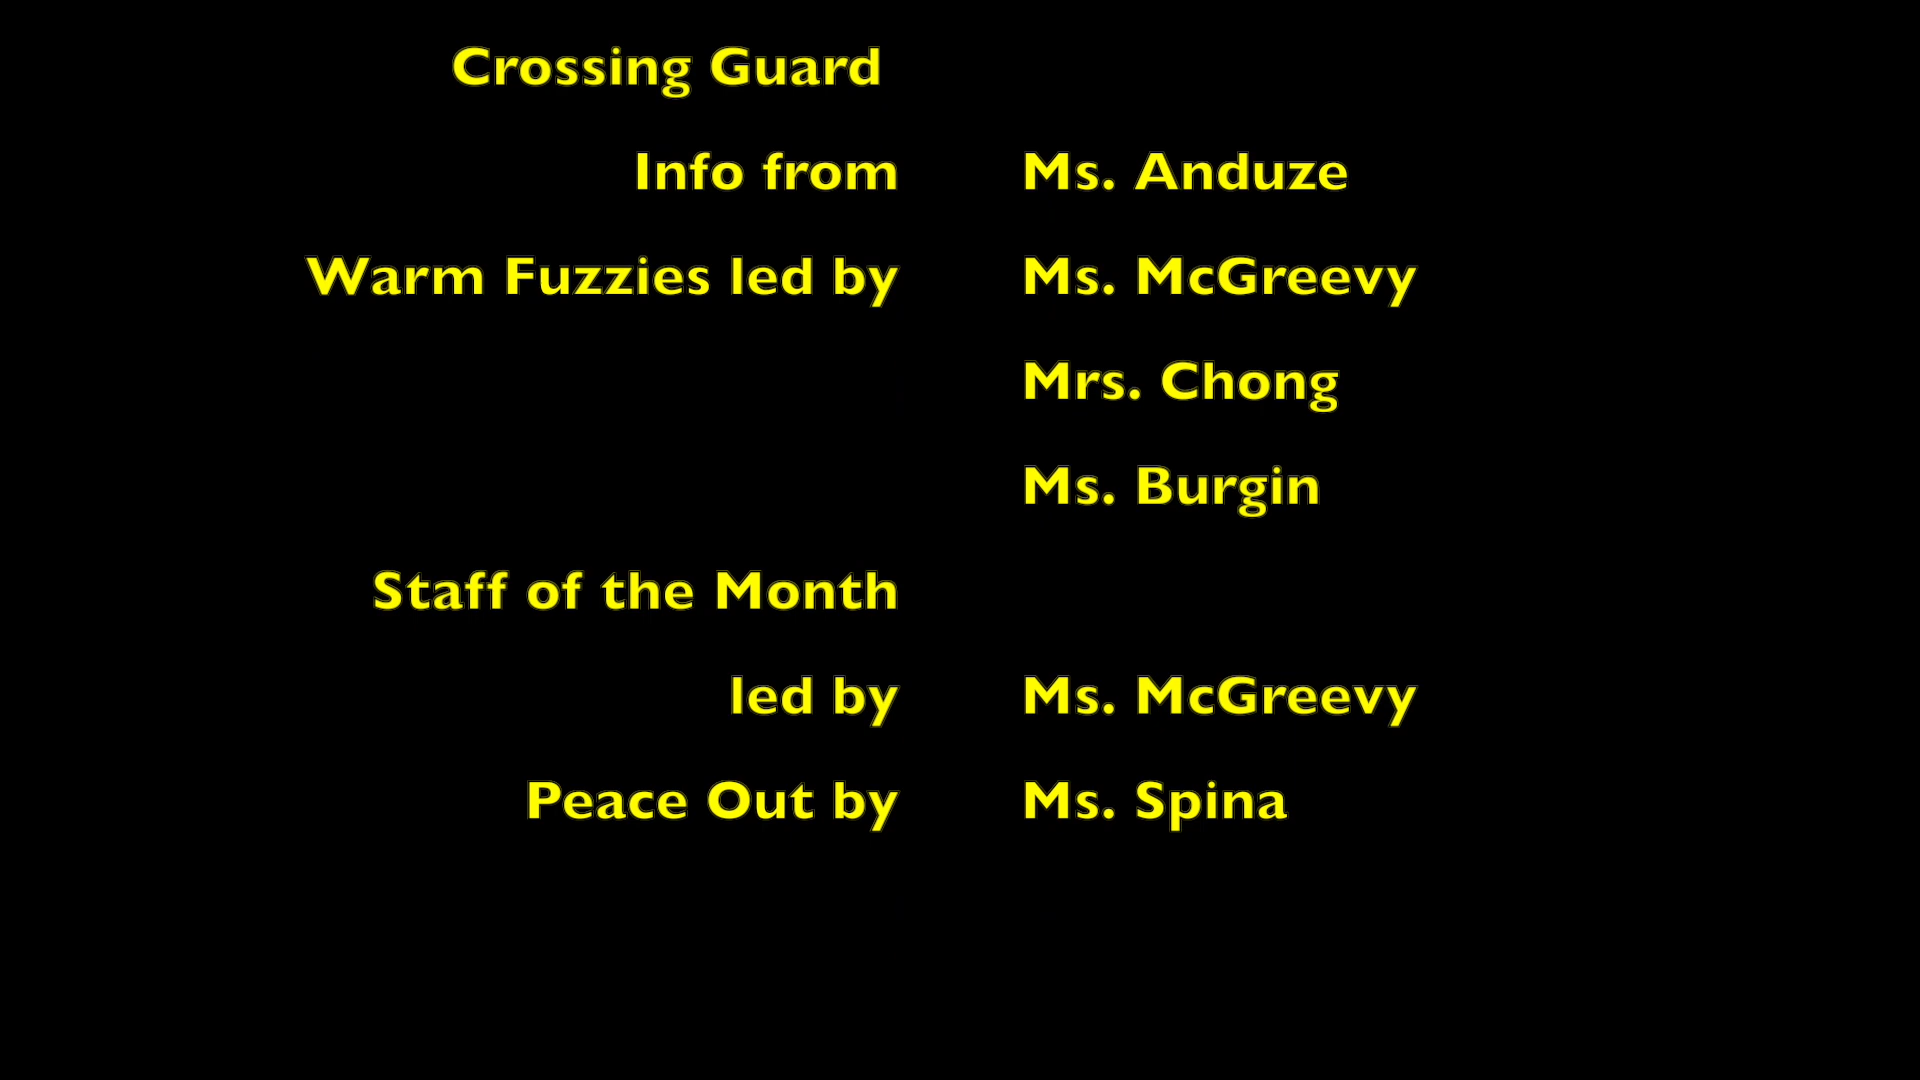 Crossing Guard
Info from Ms. Anduze
Warm Fuzzies led by Ms. McGreevy
Mrs. Chong
Ms. Burgin
Staff of the Month
led by Ms. McGreevy
Peace Out by Ms. Spina